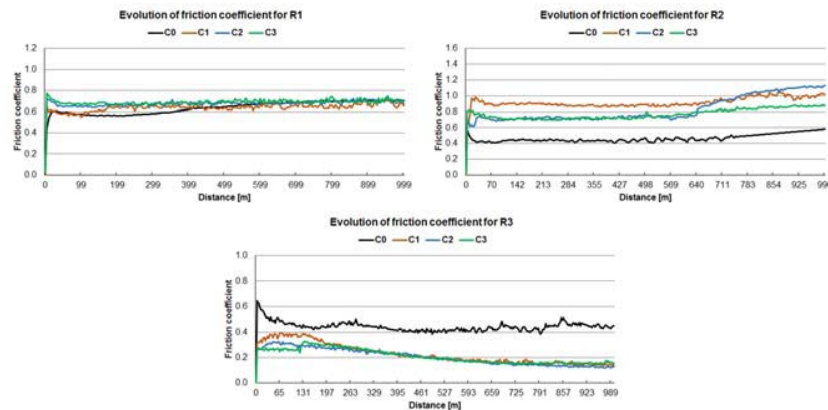 Evolution of friction coefficient for R1
C0 C1 C2 C3
1.2
1.0
0.8
0.6
0.4
0.2
0.0
Friction coefficient
0 99 199 299 399 499 599 699 799 899 999
Distance [m]
Evolution of friction coefficient for R2
C0 C1 C2 C3
1.6
1.4
1.2
1.0
0.8
0.6
0.4
0.2
0.0
Friction coefficient
0 70 142 213 284 355 427 498 569 640 711 783 854 925 99
Distance [m]
Evolution of friction coefficient for R3
C0 C1 C2 C3
1.0
0.8
0.6
0.4
0.2
0.0
Friction coefficient
0 65 131 197 263 329 395 461 527 593 659 725 791 857 923 989
Distance [m]